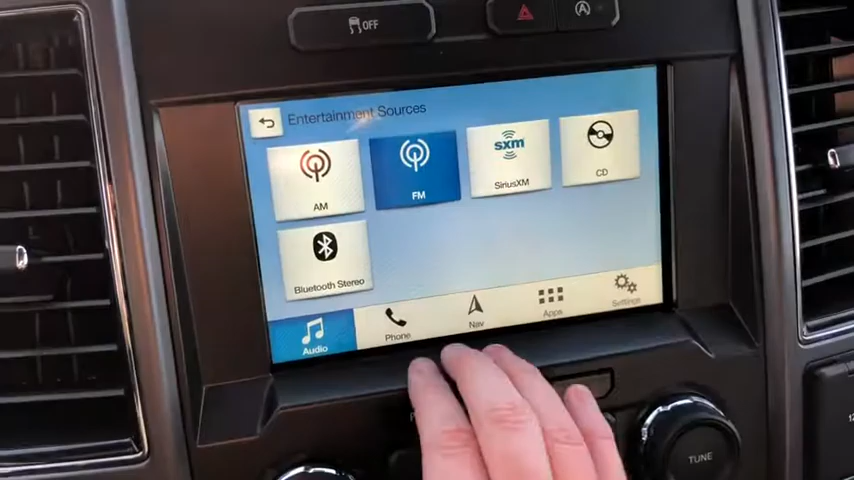 OFF
Entertainment Sources
AM
FM
sxm
SiriusXM
CD
Bluetooth Stereo
Audio
Phone
Nav
Apps
Settings
TUNE